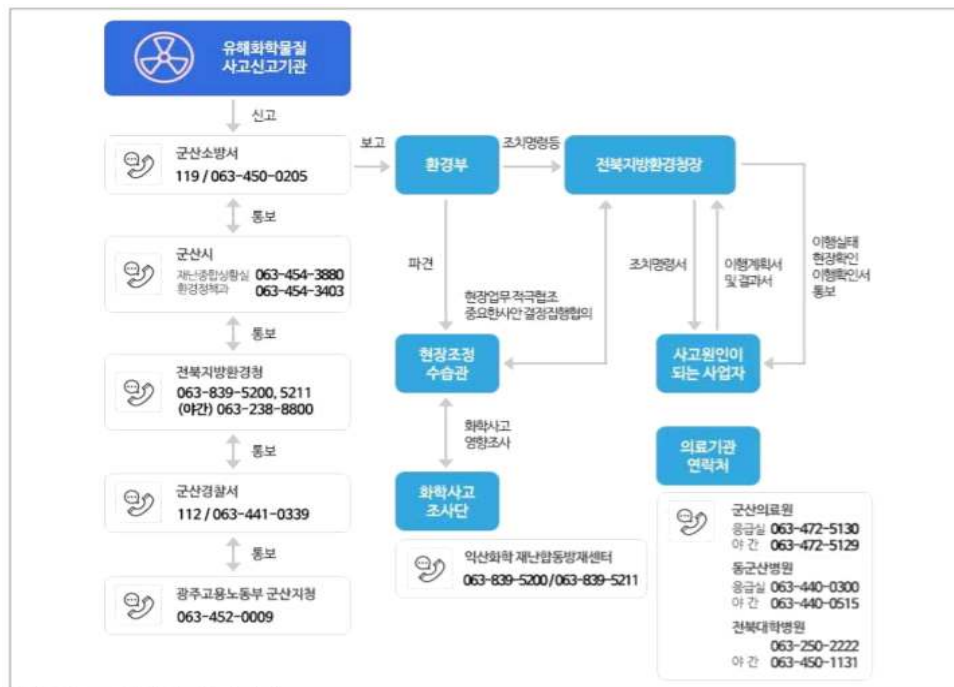 유해화학물질
사고신고기관
신고
군산소방서
119 / 063-450-0205
보고
환경부
조치명령등
전북지방환경청장
통보
군산시
재난종합상황실 063-454-3880
환경정책과 063-454-3403
파견
현장업무 적극협조
중요한사안 결정집행협의
조치명령서
이행계획서
및 결과서
이행실태
현장확인
이행확인서
통보
통보
전북지방환경청
063-839-5200, 5211
(야간) 063-238-8800
현장조정
수습관
사고원인이
되는 사업자
통보
화학사고
영향조사
군산경찰서
112 / 063-441-0339
화학사고
조사단
의료기관
연락처
통보
익산화학 재난합동방재센터
063-839-5200/063-839-5211
광주고용노동부 군산지청
063-452-0009
군산의료원
응급실 063-472-5130
야 간 063-472-5129
동군산병원
응급실 063-440-0300
야 간 063-440-0515
전북대학병원
063-250-2222
야 간 063-450-1131